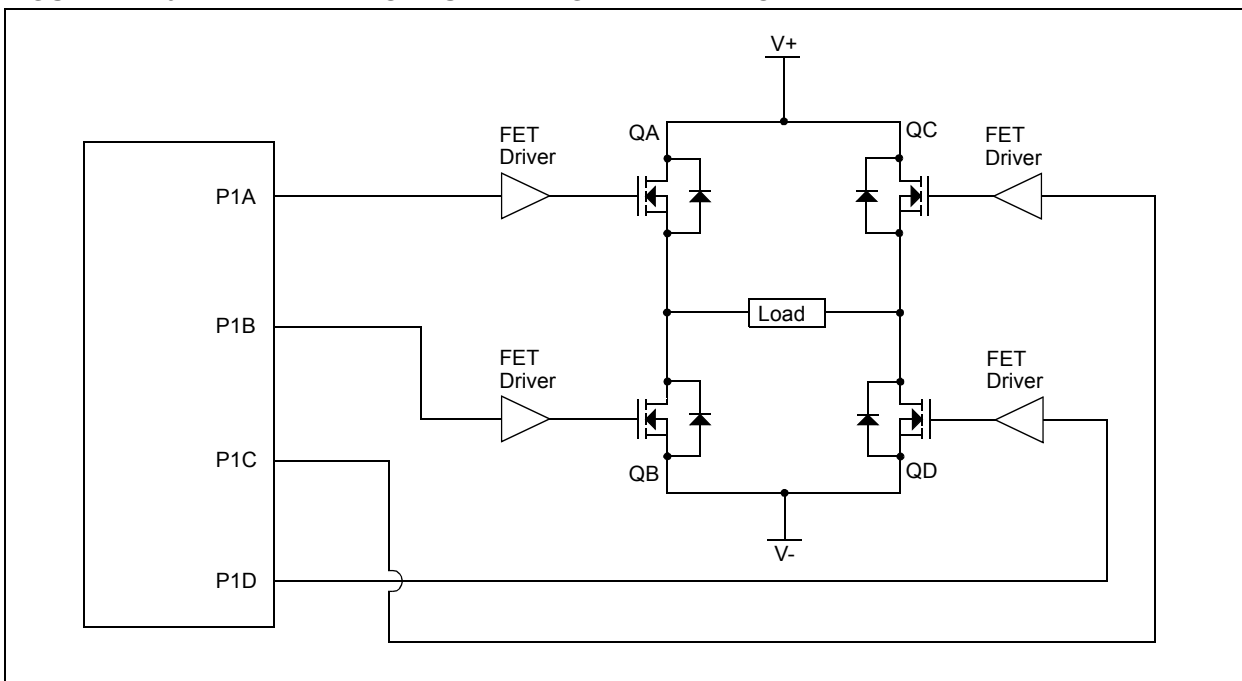 V+
QA
QC
FET
Driver
FET
Driver
P1A
P1B
Load
FET
Driver
FET
Driver
P1C
QB
QD
V-
P1D